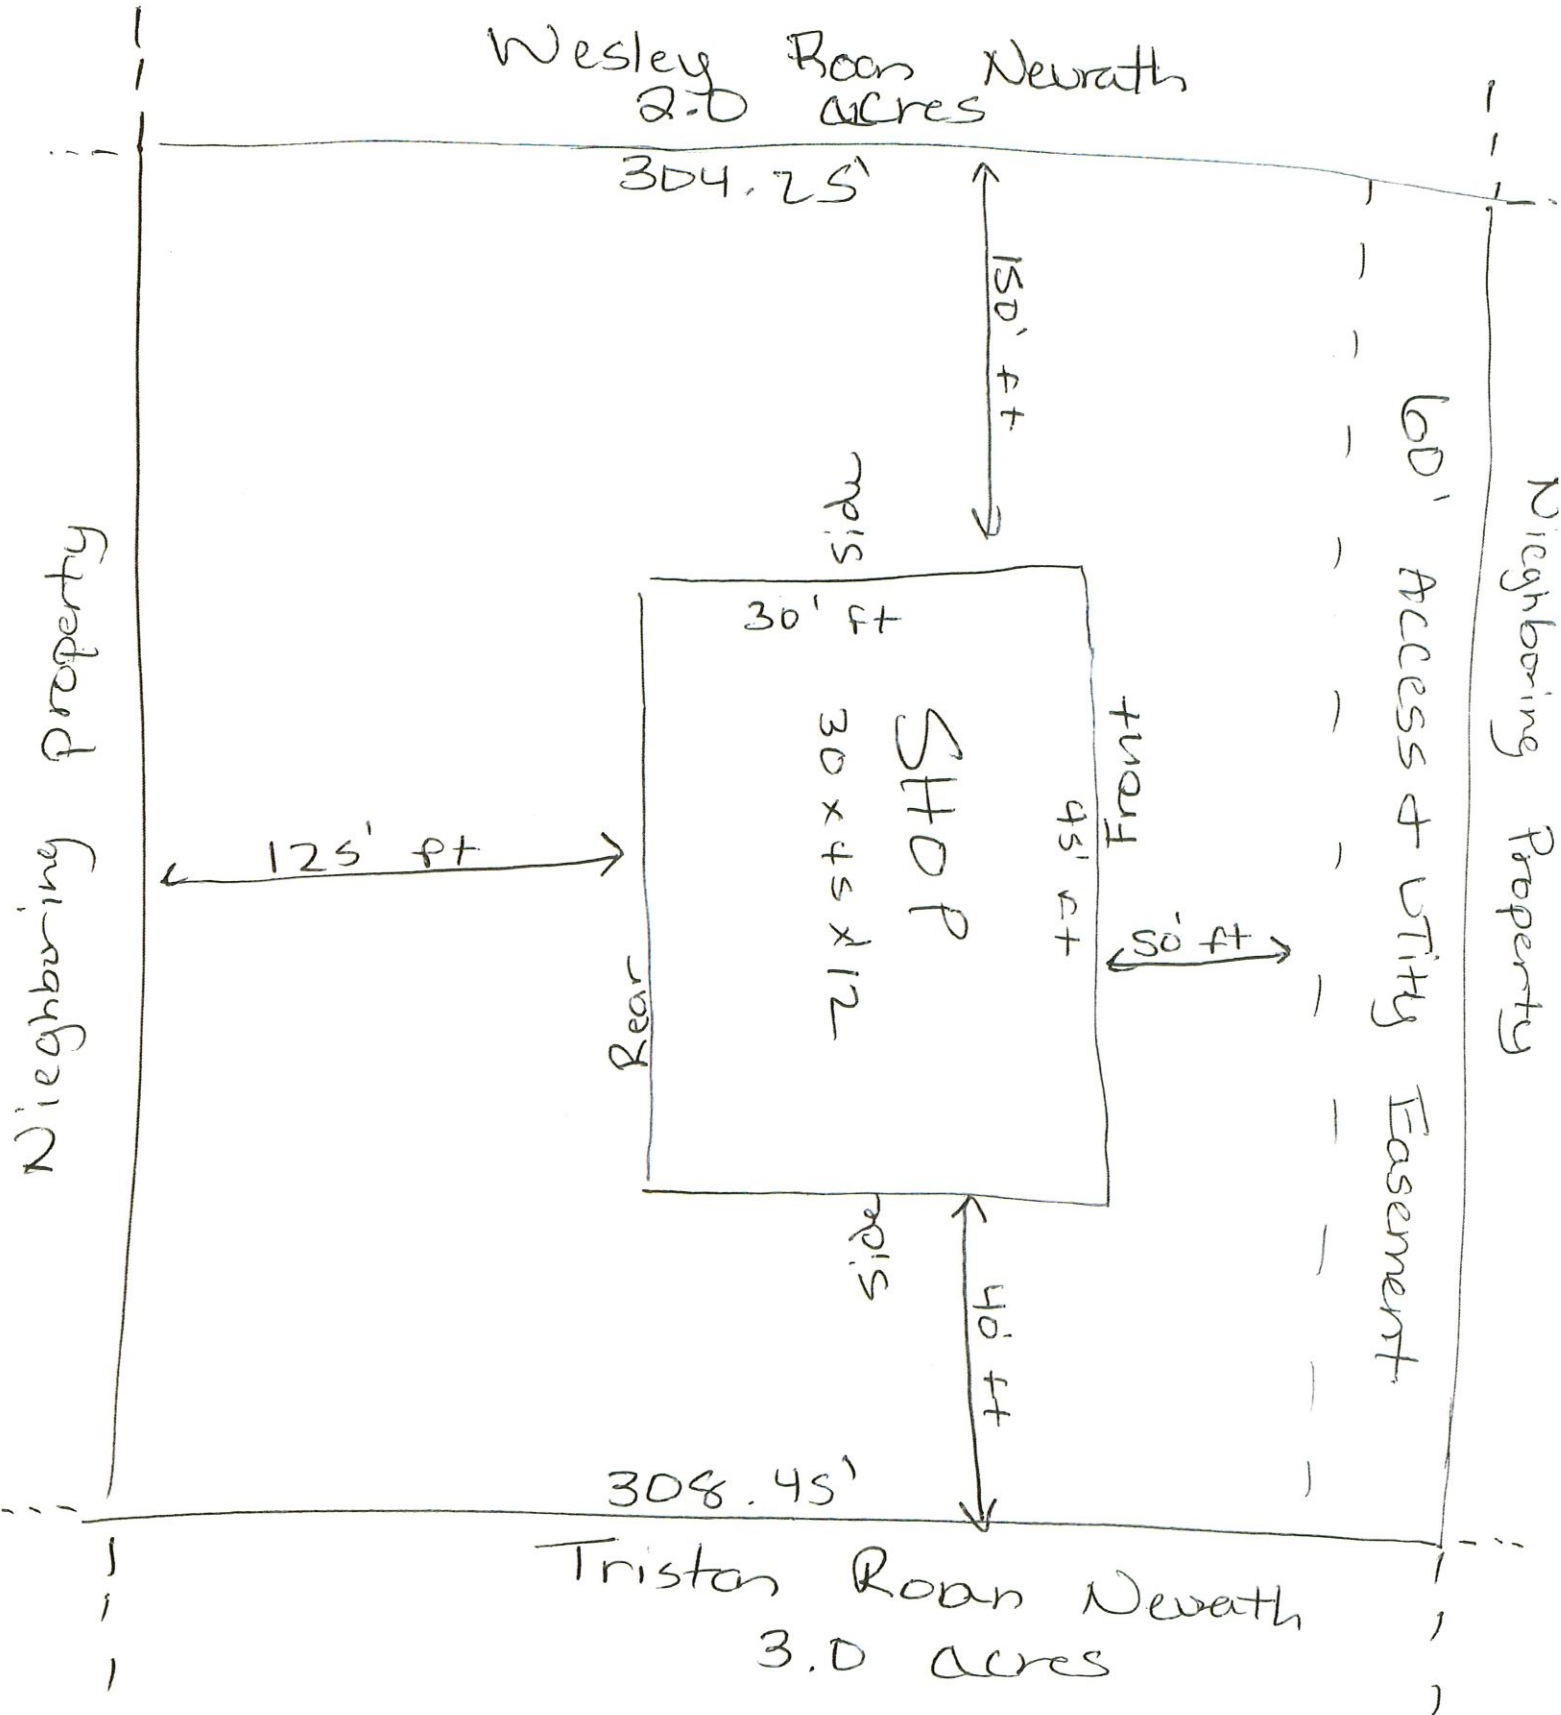 Wesley Roan Neurath
2.0 acres
304.25'
150' ft
Side
30' ft
SHOP
30 x 45 x 12
Front
45' ft
Rear
125' ft
50' ft
Side
40' ft
60' Access & Utility Easement
Nieghboring property
Nieghboring Property
308.45'
Tristan Roan Neurath
3.0 acres